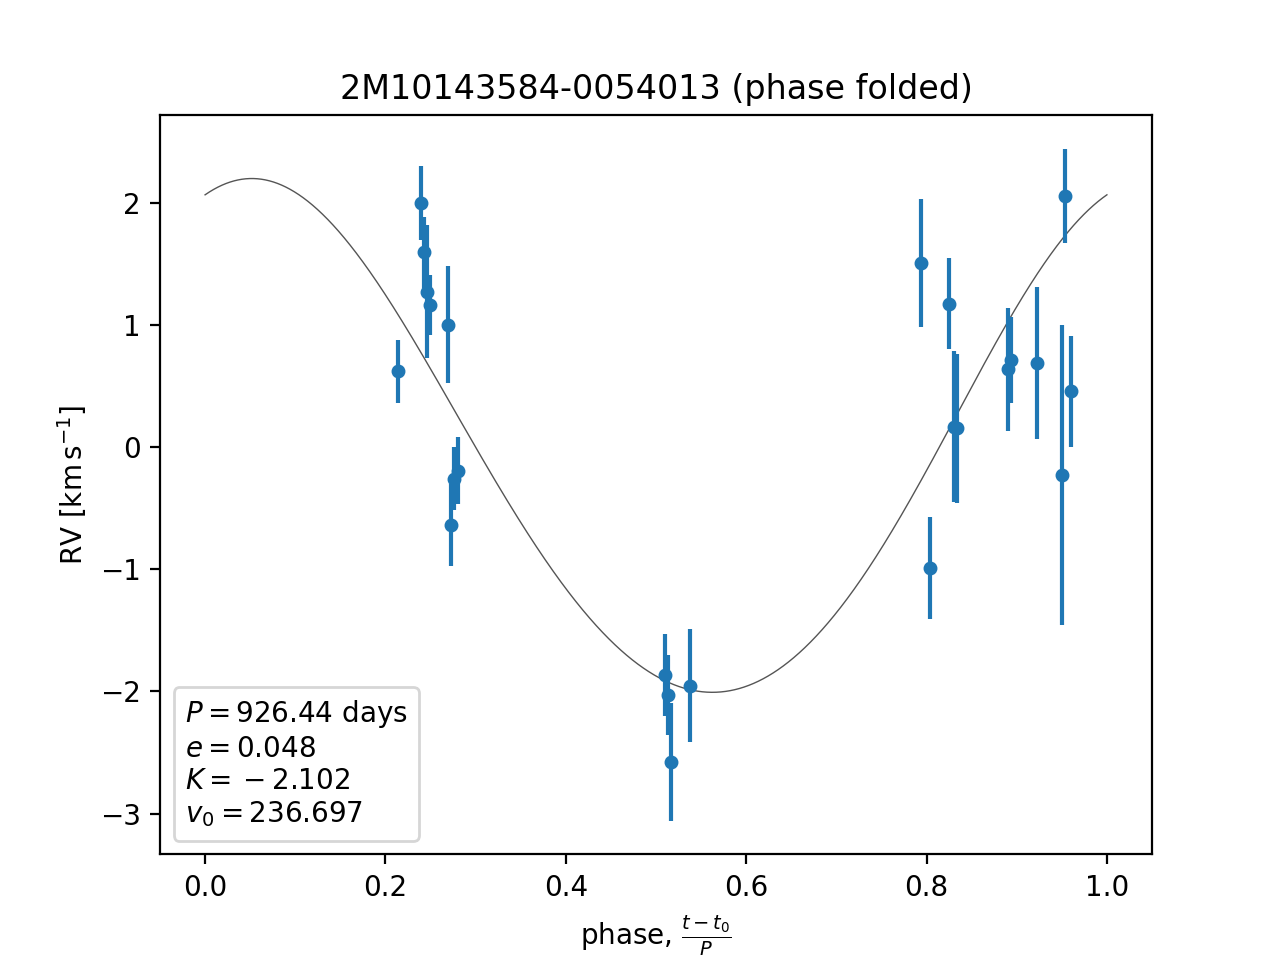 2M10143584-0054013 (phase folded)
RV [km s⁻¹]
2
1
0
−1
−2
−3
P = 926.44 days
e = 0.048
K = −2.102
v₀ = 236.697
0.0 0.2 0.4 0.6 0.8 1.0
phase, (t − t₀)/P